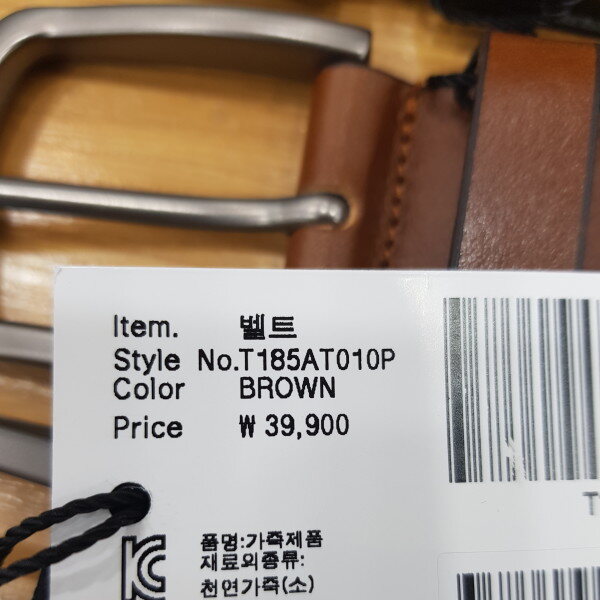 Item. 벨트
Style No.T185AT010P
Color BROWN
Price ₩ 39,900
T
품명:가죽제품
재료외종류:
천연가죽(소)